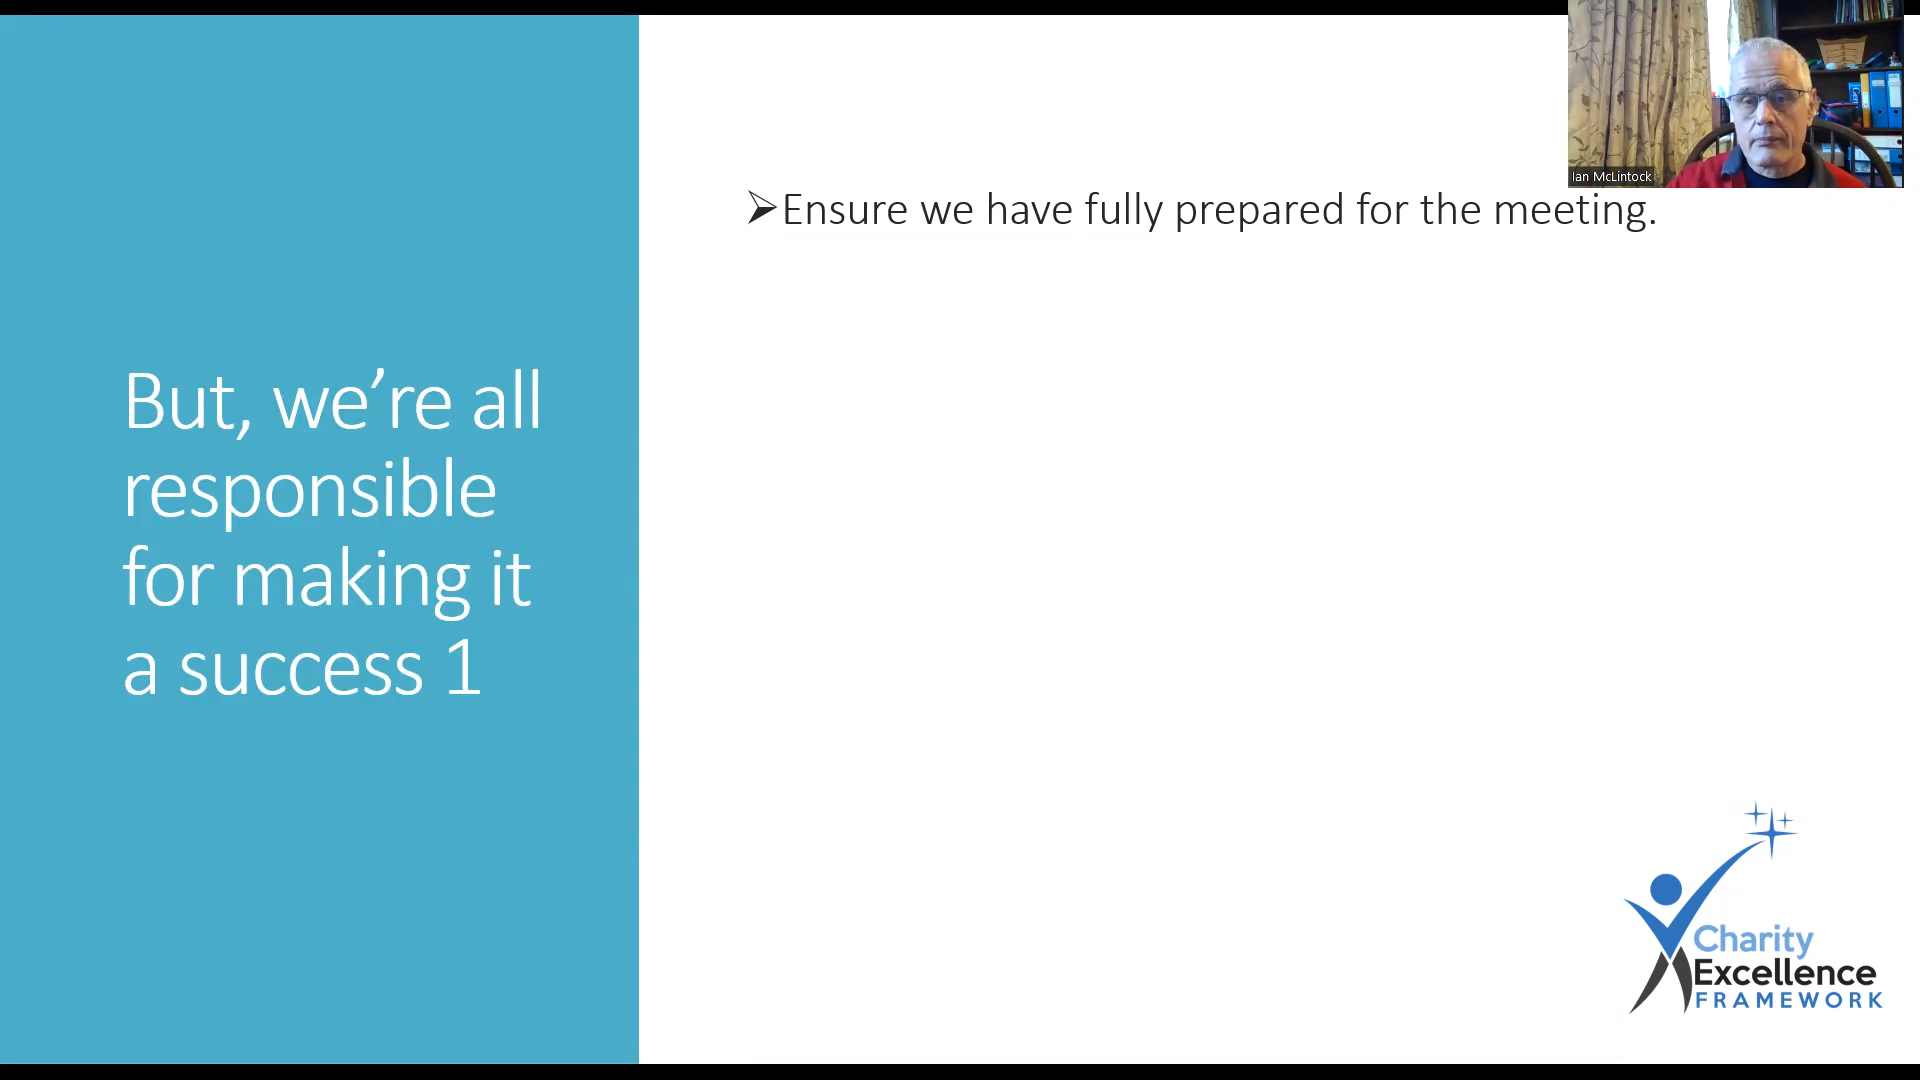 Ian McLintock
➢Ensure we have fully prepared for the meeting.
But, we’re all
responsible
for making it
a success 1
Charity
Excellence
FRAMEWORK